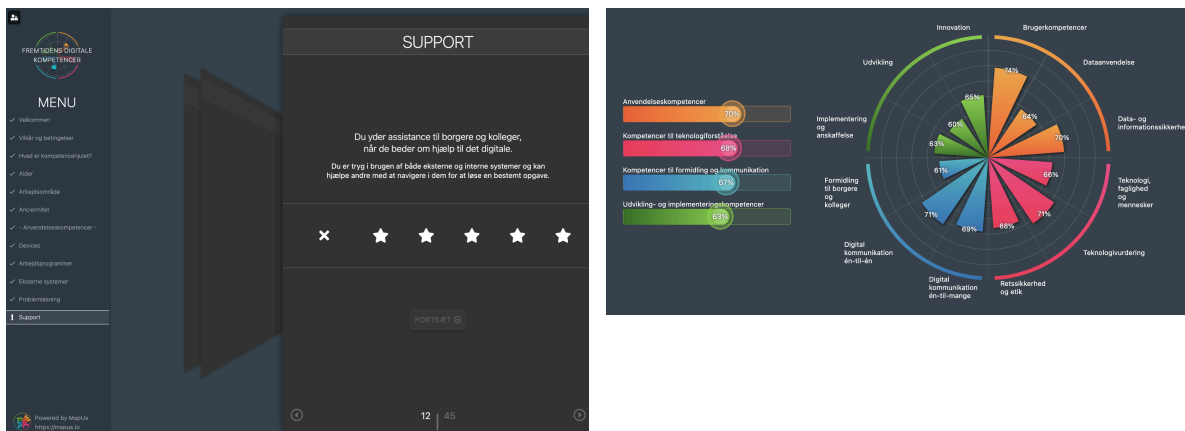 FREMTIDENS DIGITALE
KOMPETENCER
MENU
Velkommen
Vilkår og betingelser
Hvad er kompetencehjulet?
Alder
Arbejdsområde
Anciennitet
- Anvendelseskompetencer -
Devices
Arbejdsprogrammer
Eksterne systemer
Problemløsning
Support
Powered by MapUs
https://mapus.io
SUPPORT
Du yder assistance til borgere og kolleger,
når de beder om hjælp til det digitale.
Du er tryg i brugen af både eksterne og interne systemer og kan
hjælpe andre med at navigere i dem for at løse en bestemt opgave.
FORTSÆT
12 | 45
Anvendelseskompetencer
70%
Kompetencer til teknologiforståelse
68%
Kompetencer til formidling og kommunikation
67%
Udvikling- og implementeringskompetencer
63%
Innovation
Brugerkompetencer
Udvikling
Dataanvendelse
Implementering
og
anskaffelse
Data- og
informationssikkerhe
Formidling
til borgere
og
kolleger
Teknologi,
faglighed
og
mennesker
Digital
kommunikation
én-til-én
Teknologivurdering
Digital
kommunikation
én-til-mange
Retssikkerhed
og etik
74%
64%
70%
66%
71%
68%
69%
71%
61%
63%
60%
65%